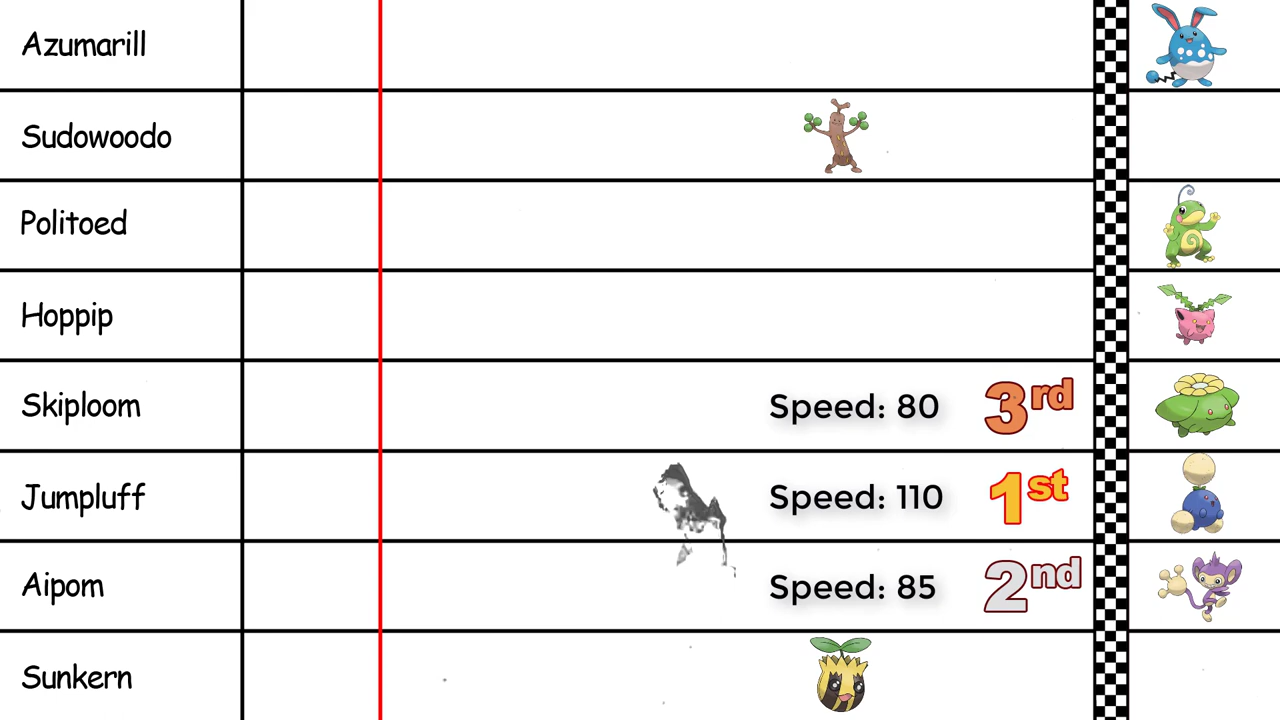 Azumarill
Sudowoodo
Politoed
Hoppip
Skiploom Speed: 80 3rd
Jumpluff Speed: 110 1st
Aipom Speed: 85 2nd
Sunkern